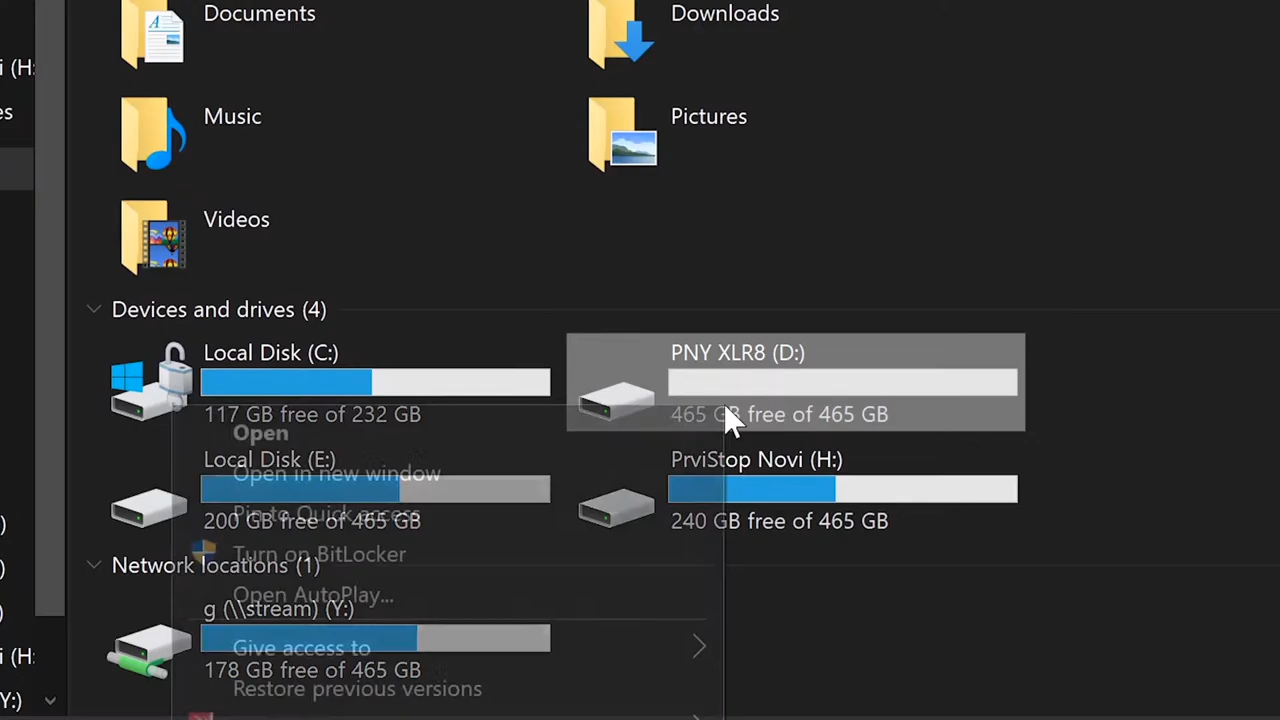 Documents
Downloads
i (H:
es
Music
Pictures
Videos
Devices and drives (4)
Local Disk (C:)
117 GB free of 232 GB
PNY XLR8 (D:)
465 GB free of 465 GB
Open
Local Disk (E:)
200 GB free of 465 GB
PrviStop Novi (H:)
240 GB free of 465 GB
Open in new window
Pin to Quick access
)
Turn on BitLocker
Network locations (1)
)
Open AutoPlay...
g (\\stream) (Y:)
)
178 GB free of 465 GB
Give access to
i (H:
Restore previous versions
Y:)